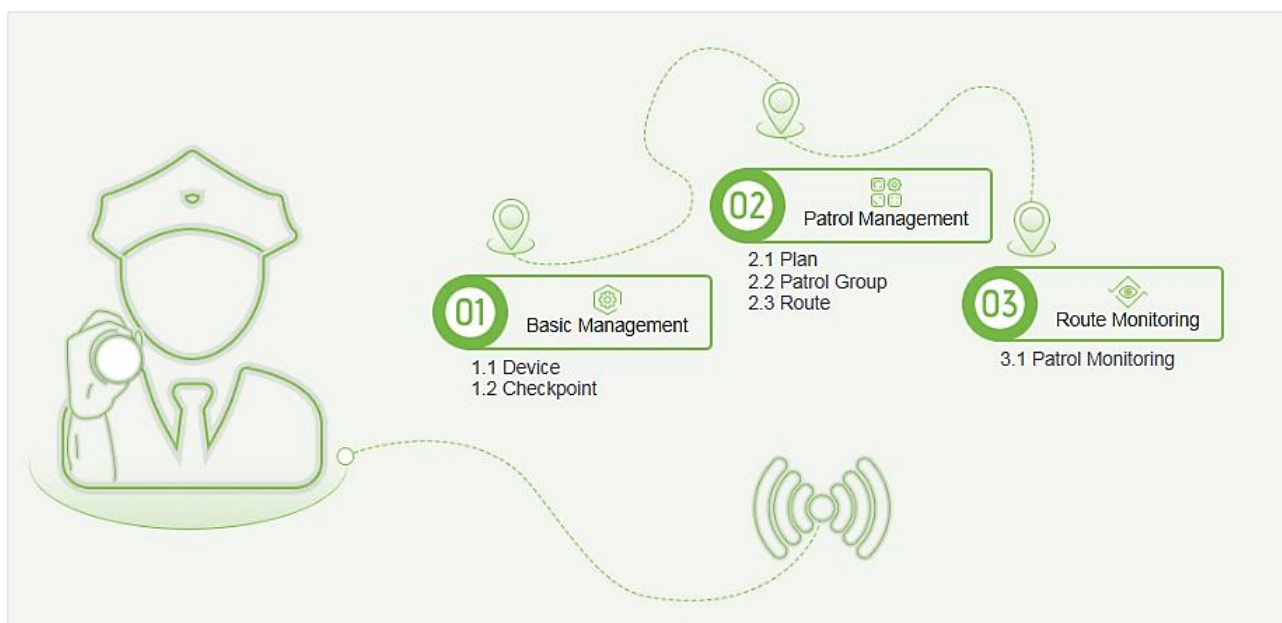 01
Basic Management
1.1 Device
1.2 Checkpoint
02
Patrol Management
2.1 Plan
2.2 Patrol Group
2.3 Route
03
Route Monitoring
3.1 Patrol Monitoring